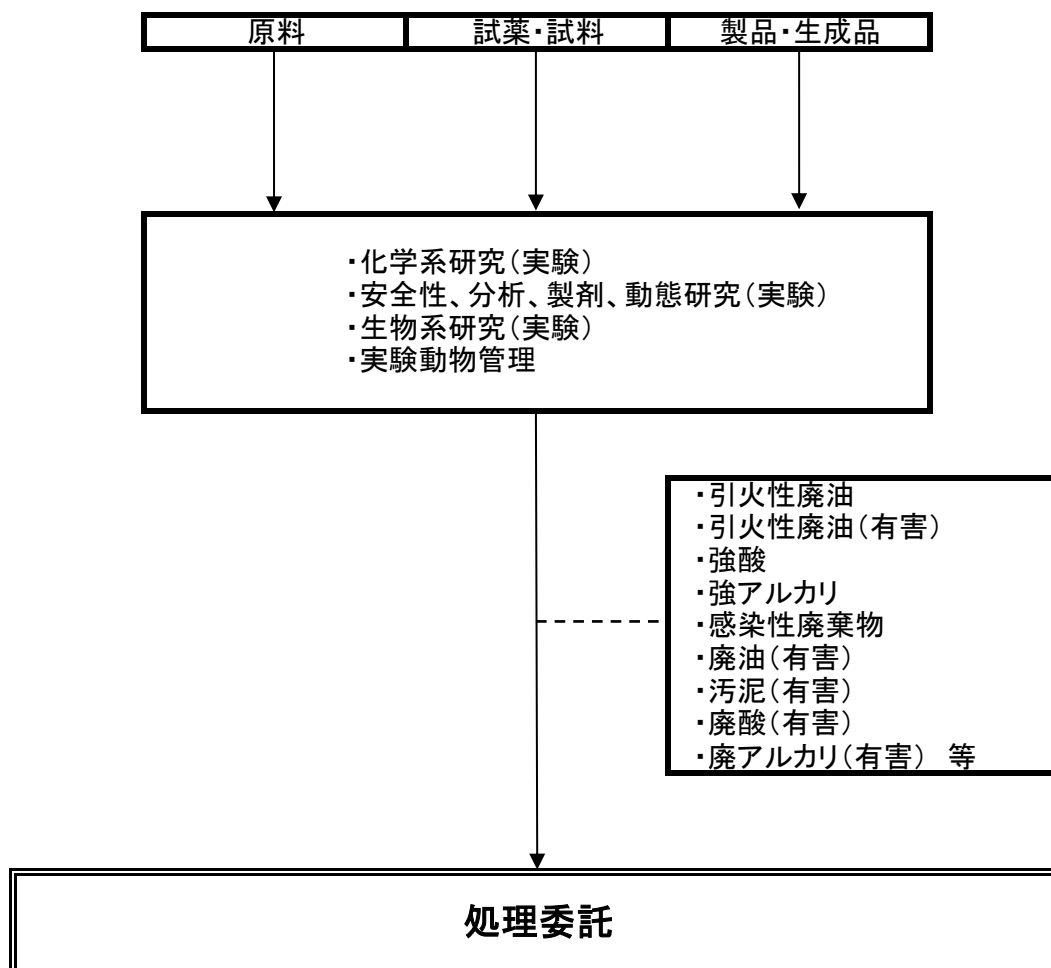 原料 試薬・試料 製品・生成品
・化学系研究(実験)
・安全性、分析、製剤、動態研究(実験)
・生物系研究(実験)
・実験動物管理
・引火性廃油
・引火性廃油(有害)
・強酸
・強アルカリ
・感染性廃棄物
・廃油(有害)
・汚泥(有害)
・廃酸(有害)
・廃アルカリ(有害) 等
処理委託